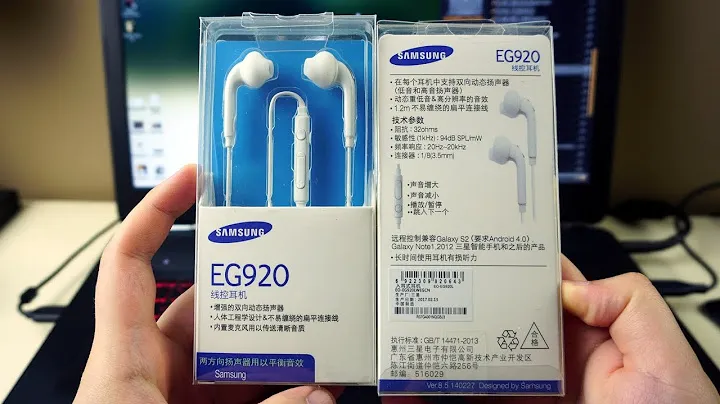 SAMSUNG
EG920
线控耳机
• 增强的双向动态扬声器
• 人体工程学设计&不易缠绕的扁平连接线
• 内置麦克风用以传送清晰音质
两方向扬声器用以平衡音效
Samsung
SAMSUNG
EG920
线控耳机
• 在每个耳机中支持双向动态扬声器
(低音和高音扬声器)
• 动态重低音&高分辨率的音效
• 1.2m 不易缠绕的扁平连接线
技术参数
• 阻抗: 32ohms
• 敏感性 (1kHz) : 94dB SPL/mW
• 频率响应: 20Hz~20kHz
• 连接器: 1/8(3.5mm)
• 声音增大
• 声音减小
• 播放/暂停
••跳入下一个
远程控制兼容Galaxy S2 (要求Android 4.0)
Galaxy Note1,2012 三星智能手机和之后的产品
• 长时间使用耳机有损听力
入耳式耳机
执行标准: GB/T 14471-2013
惠州三星电子有限公司
广东省惠州市仲恺高新技术产业开发区
陈江街道仲恺六路256号
邮编: 516029
合格
Ver.8.5 140227 Designed by Samsung